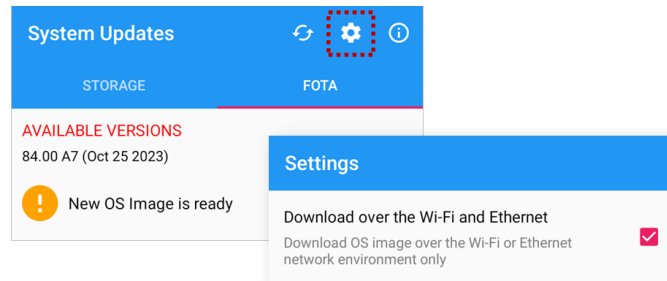 System Updates
STORAGE
FOTA
AVAILABLE VERSIONS
84.00 A7 (Oct 25 2023)
New OS Image is ready
Settings
Download over the Wi-Fi and Ethernet
Download OS image over the Wi-Fi or Ethernet
network environment only